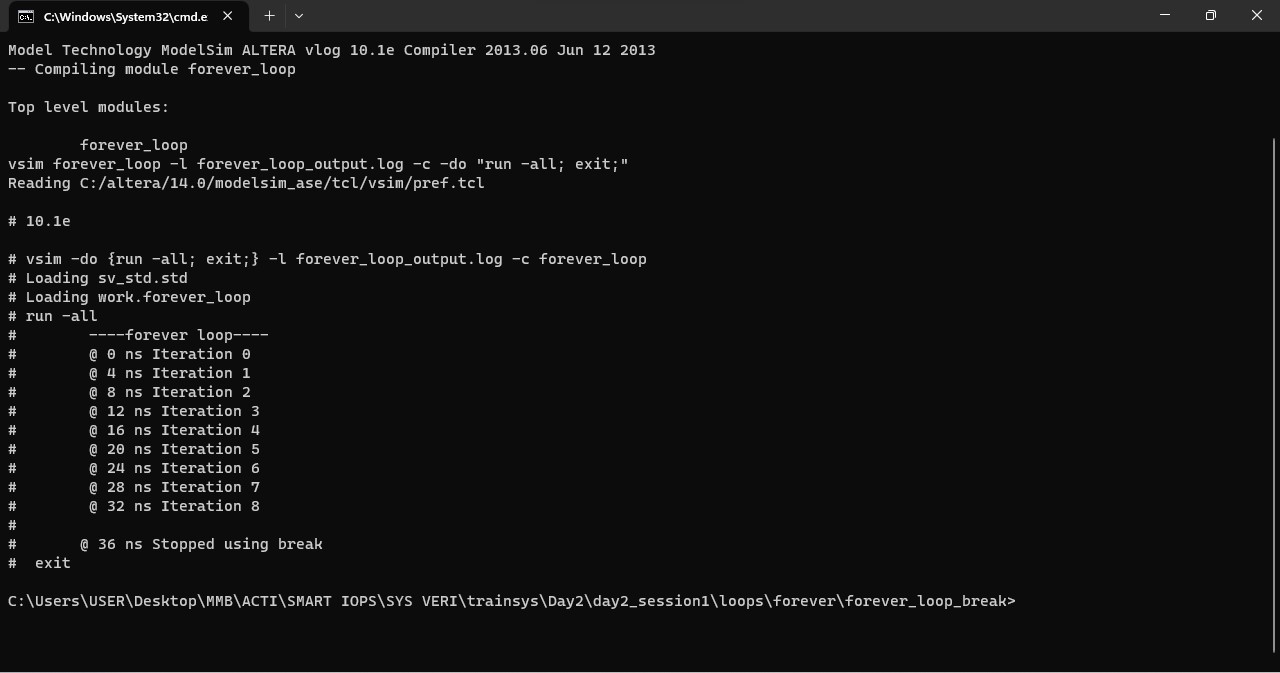 C:\Windows\System32\cmd.e
Model Technology ModelSim ALTERA vlog 10.1e Compiler 2013.06 Jun 12 2013
-- Compiling module forever_loop
Top level modules:
forever_loop
vsim forever_loop -l forever_loop_output.log -c -do "run -all; exit;"
Reading C:/altera/14.0/modelsim_ase/tcl/vsim/pref.tcl
# 10.1e
# vsim -do {run -all; exit;} -l forever_loop_output.log -c forever_loop
# Loading sv_std.std
# Loading work.forever_loop
# run -all
#        ----forever loop----
#        @ 0 ns Iteration 0
#        @ 4 ns Iteration 1
#        @ 8 ns Iteration 2
#        @ 12 ns Iteration 3
#        @ 16 ns Iteration 4
#        @ 20 ns Iteration 5
#        @ 24 ns Iteration 6
#        @ 28 ns Iteration 7
#        @ 32 ns Iteration 8
#
#       @ 36 ns Stopped using break
#  exit
C:\Users\USER\Desktop\MMB\ACTI\SMART IOPS\SYS VERI\trainsys\Day2\day2_session1\loops\forever\forever_loop_break>